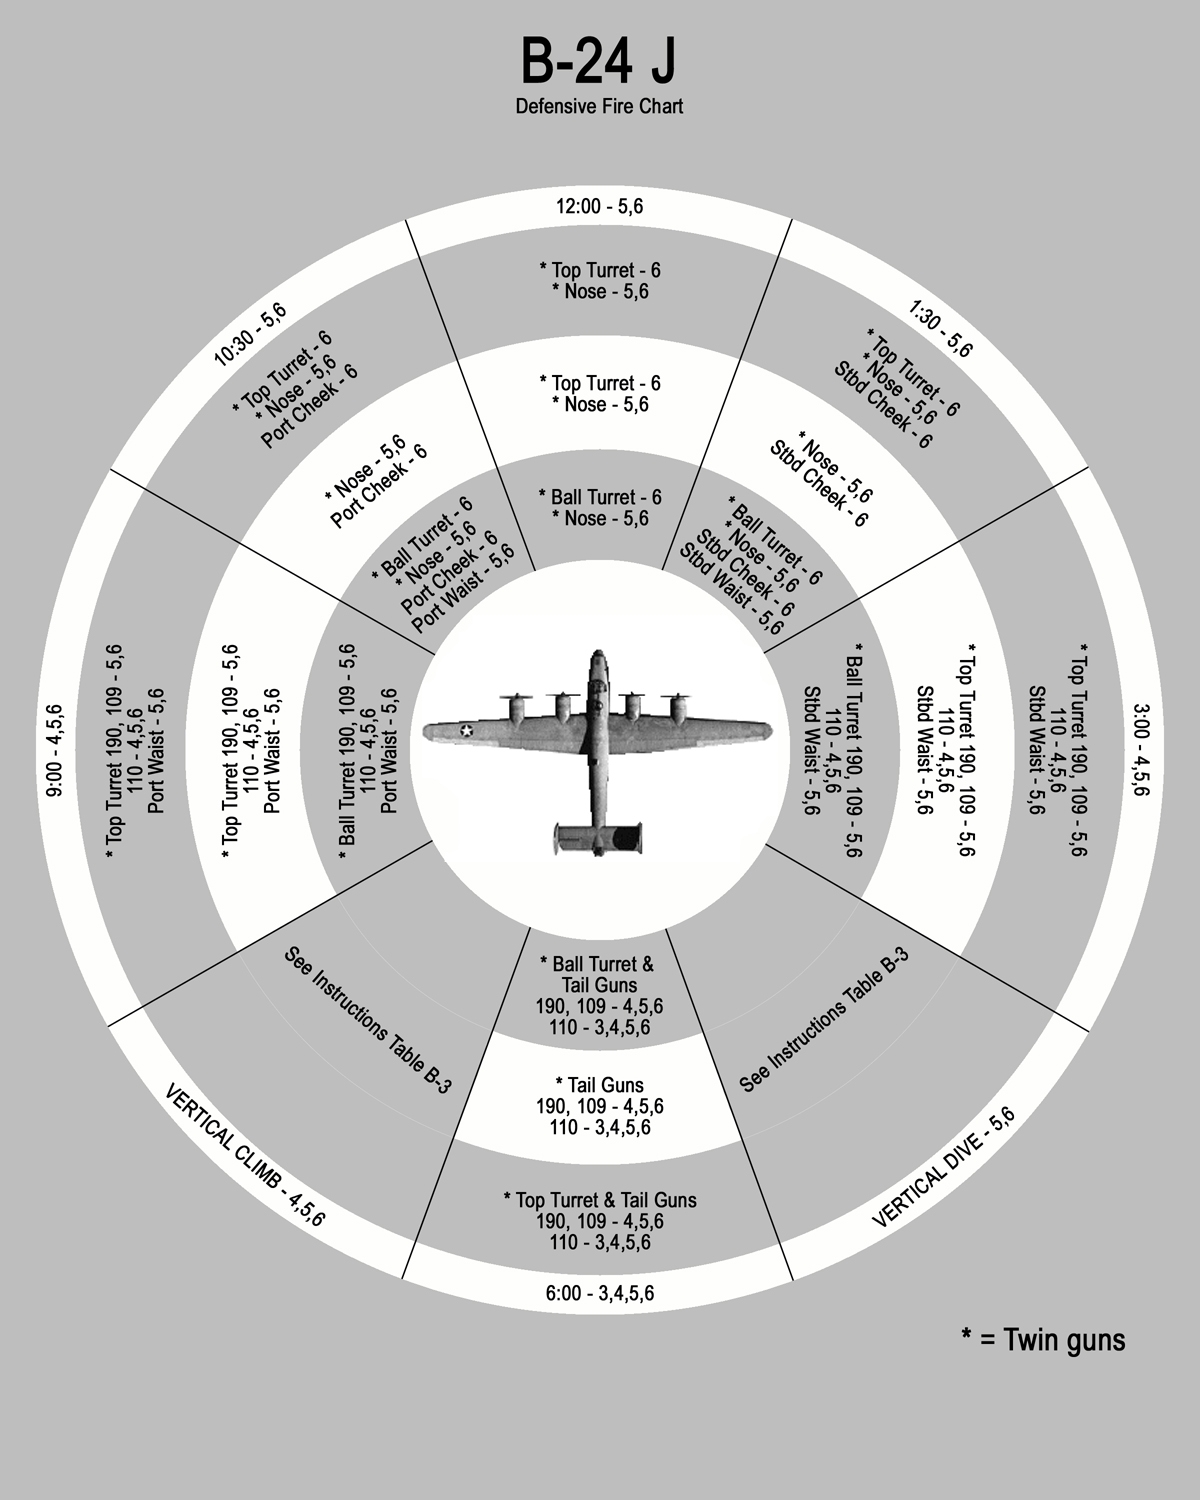 B-24 J
Defensive Fire Chart
12:00 - 5,6
* Top Turret - 6
* Nose - 5,6
* Top Turret - 6
* Nose - 5,6
* Ball Turret - 6
* Nose - 5,6
1:30 - 5,6
* Top Turret - 6
* Nose - 5,6
Stbd Cheek - 6
* Nose - 5,6
Stbd Cheek - 6
* Ball Turret - 6
* Nose - 5,6
Stbd Cheek - 6
Stbd Waist - 5,6
3:00 - 4,5,6
* Top Turret 190, 109 - 5,6
110 - 4,5,6
Stbd Waist - 5,6
* Top Turret 190, 109 - 5,6
110 - 4,5,6
Stbd Waist - 5,6
* Ball Turret 190, 109 - 5,6
110 - 4,5,6
Stbd Waist - 5,6
VERTICAL DIVE - 5,6
See Instructions Table B-3
* Ball Turret &
Tail Guns
190, 109 - 4,5,6
110 - 3,4,5,6
* Tail Guns
190, 109 - 4,5,6
110 - 3,4,5,6
* Top Turret & Tail Guns
190, 109 - 4,5,6
110 - 3,4,5,6
6:00 - 3,4,5,6
VERTICAL CLIMB - 4,5,6
See Instructions Table B-3
9:00 - 4,5,6
* Top Turret 190, 109 - 5,6
110 - 4,5,6
Port Waist - 5,6
* Top Turret 190, 109 - 5,6
110 - 4,5,6
Port Waist - 5,6
* Ball Turret 190, 109 - 5,6
110 - 4,5,6
Port Waist - 5,6
10:30 - 5,6
* Top Turret - 6
* Nose - 5,6
Port Cheek - 6
* Nose - 5,6
Port Cheek - 6
* Ball Turret - 6
* Nose - 5,6
Port Cheek - 6
Port Waist - 5,6
* = Twin guns